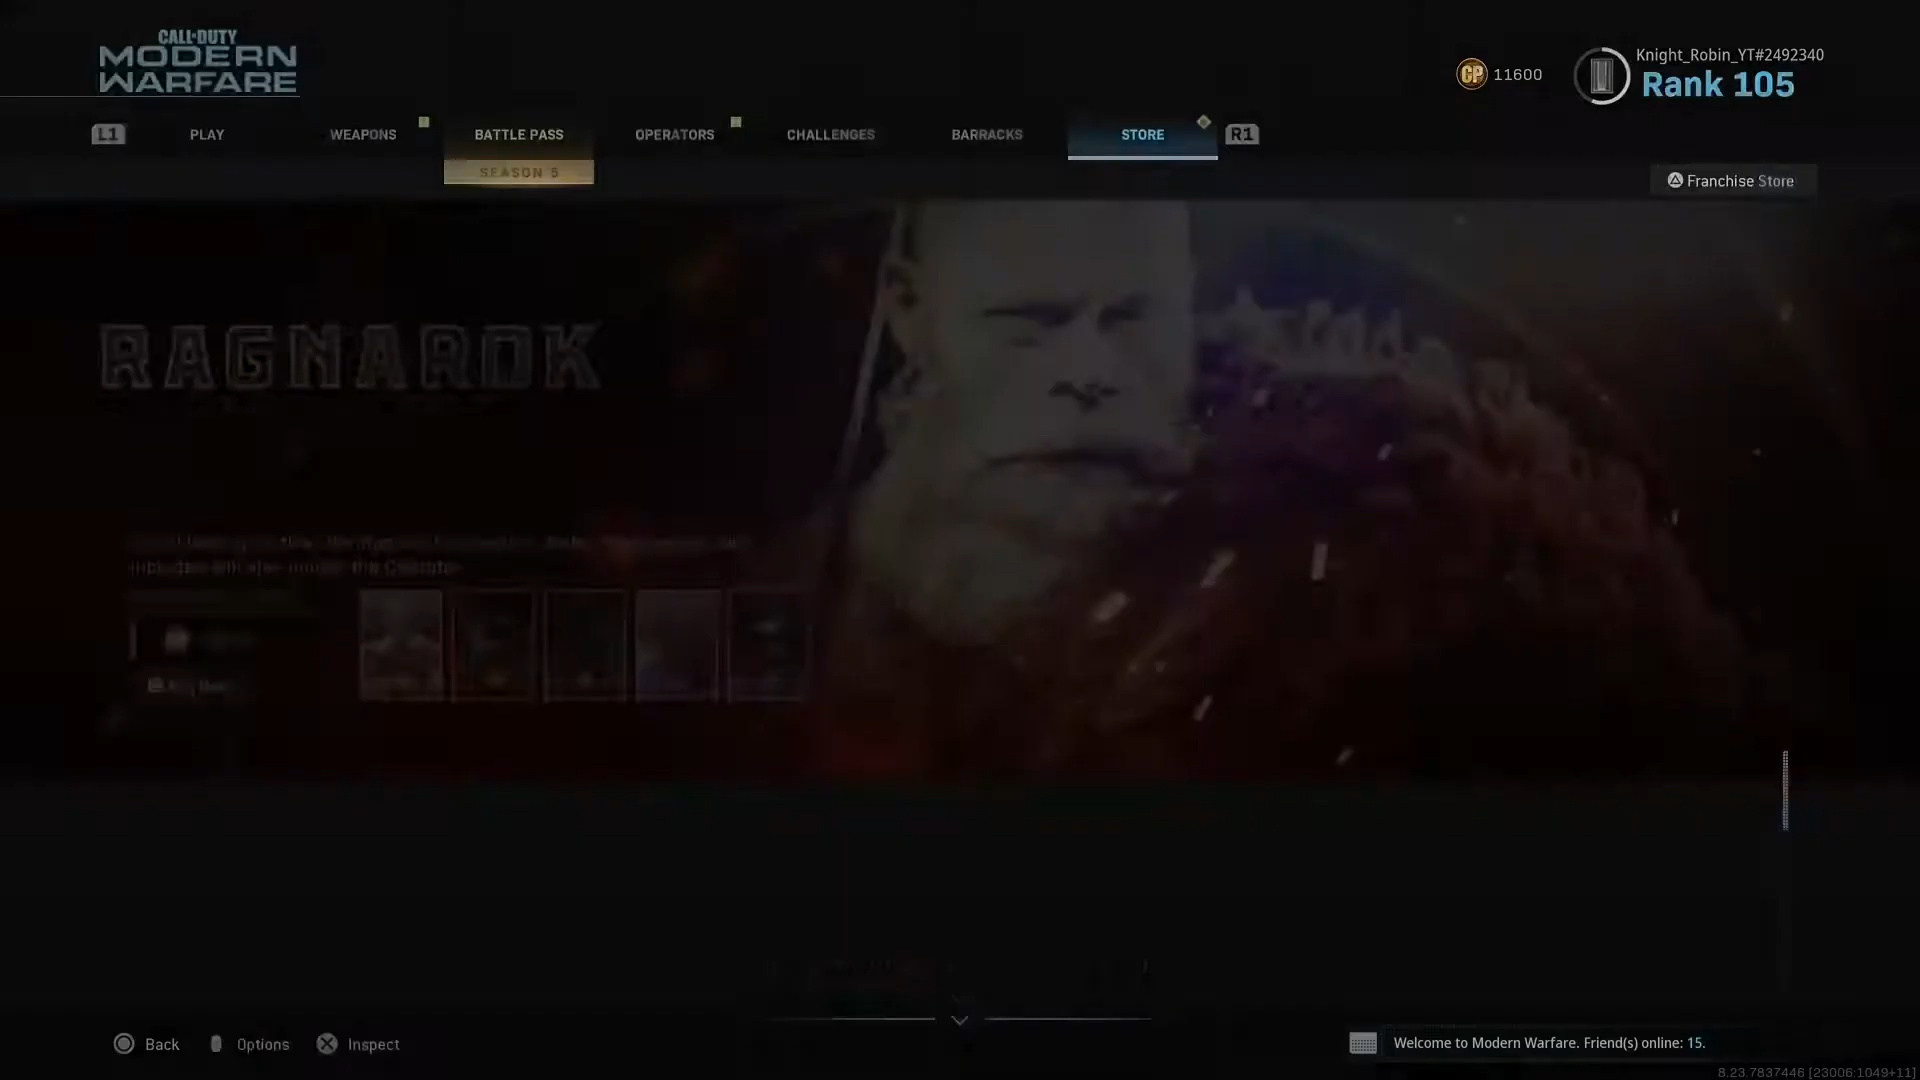 CALL OF DUTY
MODERN
WARFARE
CP 11600
Knight_Robin_YT#2492340
Rank 105
L1
PLAY
WEAPONS
BATTLE PASS
OPERATORS
CHALLENGES
BARRACKS
STORE
R1
SEASON 5
Franchise Store
RAGNAROK
Back
Options
Inspect
Welcome to Modern Warfare. Friend(s) online: 15.
8.23.7837446 [23006:1049+11]